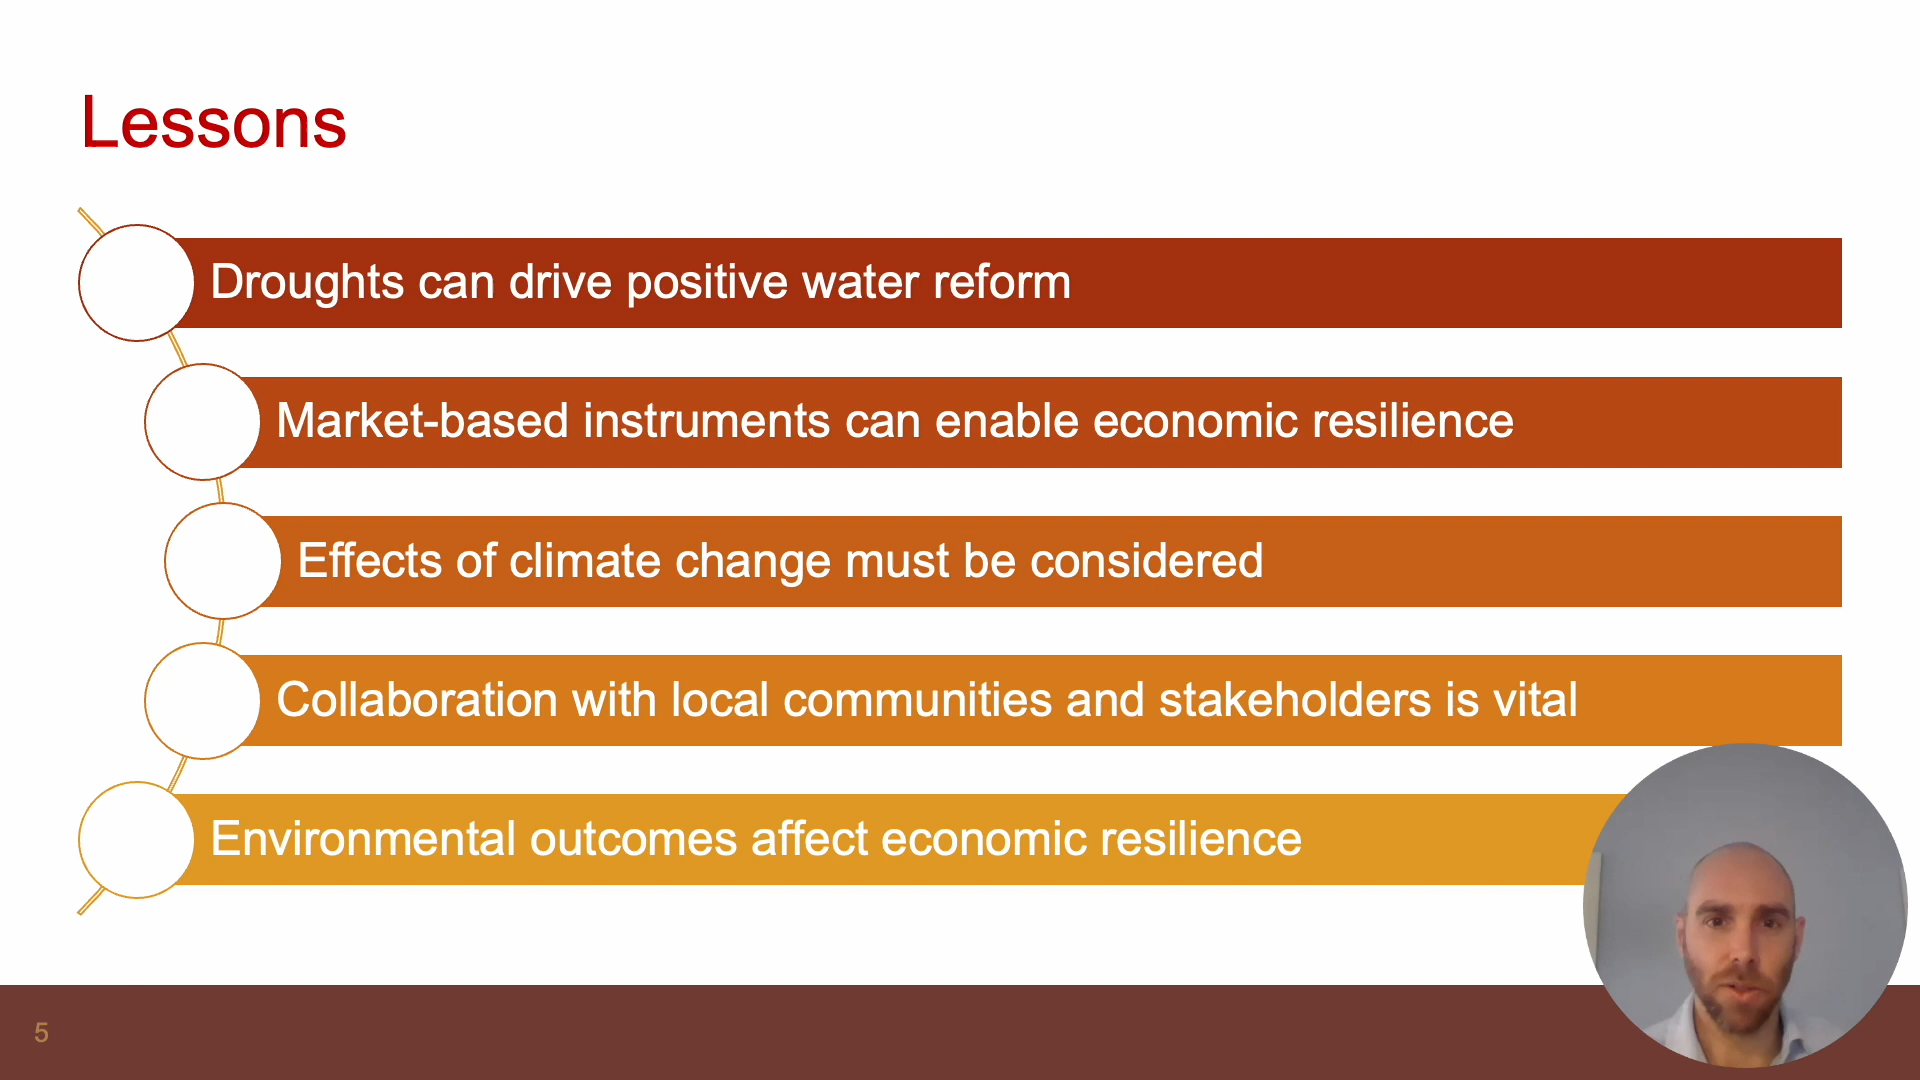 Lessons
Droughts can drive positive water reform
Market-based instruments can enable economic resilience
Effects of climate change must be considered
Collaboration with local communities and stakeholders is vital
Environmental outcomes affect economic resilience
5